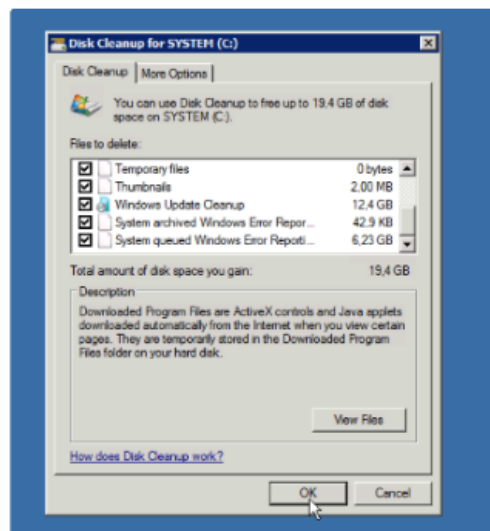 Disk Cleanup for SYSTEM (C:)
Disk Cleanup
More Options
You can use Disk Cleanup to free up to 19,4 GB of disk
space on SYSTEM (C:).
Files to delete:
Temporary files 0 bytes
Thumbnails 2,00 MB
Windows Update Cleanup 12,4 GB
System archived Windows Error Repor... 42,9 KB
System queued Windows Error Reporti... 6,23 GB
Total amount of disk space you gain: 19,4 GB
Description
Downloaded Program Files are ActiveX controls and Java applets
downloaded automatically from the Internet when you view certain
pages. They are temporarily stored in the Downloaded Program
Files folder on your hard disk.
View Files
How does Disk Cleanup work?
OK
Cancel